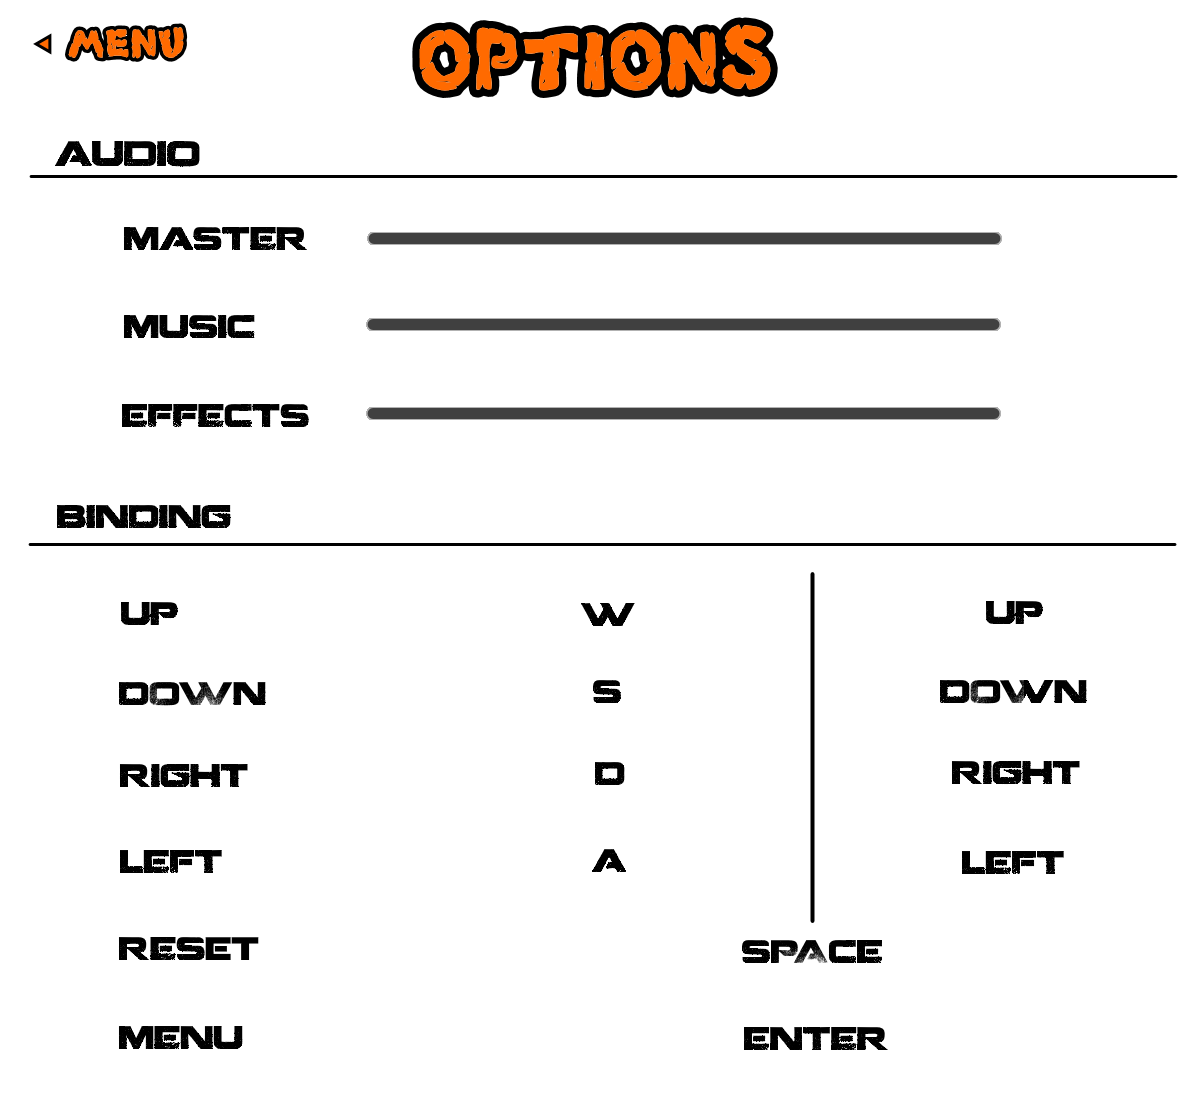 MENU OPTIONS
AUDIO
MASTER
MUSIC
EFFECTS
BINDING
UP W UP
DOWN S DOWN
RIGHT D RIGHT
LEFT A LEFT
RESET SPACE
MENU ENTER